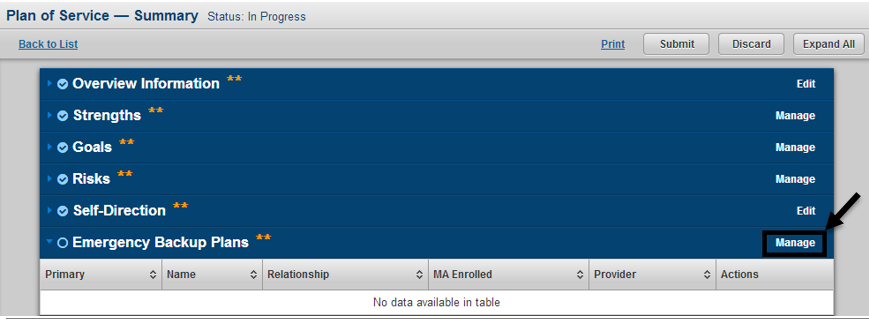 Plan of Service — Summary Status: In Progress
Back to List Print Submit Discard Expand All
Overview Information ** Edit
Strengths ** Manage
Goals ** Manage
Risks ** Manage
Self-Direction ** Edit
Emergency Backup Plans ** Manage
Primary Name Relationship MA Enrolled Provider Actions
No data available in table